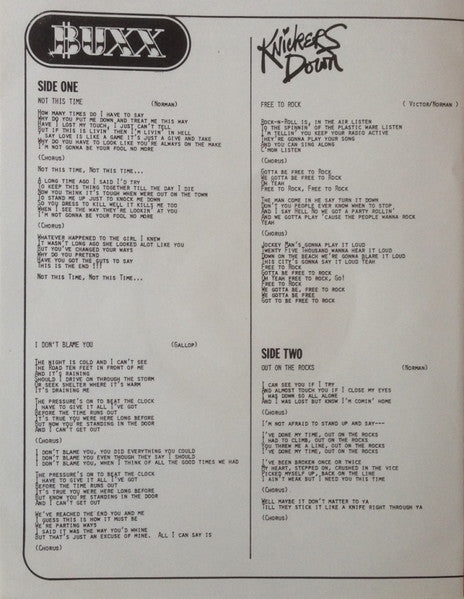 BUXX
SIDE ONE
NOT THIS TIME (NORMAN)
HOW MANY TIMES DO I HAVE TO SAY
WHY DO YOU PUT ME DOWN AND TREAT ME THIS WAY
HAVE I LOST MY TOUCH, I JUST CAN'T TELL
BUT IF THIS IS LIVIN' THEN I'M LIVIN' IN HELL
I SAY LOVE IS LIKE A GAME IT'S JUST A GIVE AND TAKE
WHY DO YOU HAVE TO LOOK LIKE YOU'RE ALWAYS ON THE MAKE
I'M NOT GONNA BE YOUR FOOL NO MORE
(CHORUS)
NOT THIS TIME, NOT THIS TIME...
A LONG TIME AGO I SAID I'S TRY
TO KEEP THIS THING TOGETHER TILL THE DAY I DIE
NOW YOU THINK IT'S TOUGH WHEN WERE OUT ON THE TOWN
TO STAND ME UP JUST TO KNOCK ME DOWN
SO YOU DRESS TO KILL WELL IT KILLS ME TOO
WHEN I SEE THE WAY THEY'RE LOOKIN' AT YOU
I'M NOT GONNA BE YOUR FOOL NO MORE
(CHORUS)
WHATEVER HAPPENED TO THE GIRL I KNEW
IT WASN'T LONG AGO SHE LOOKED ALOT LIKE YOU
BUT YOU'VE CHANGED YOUR WAYS
WHY DO YOU PRETEND
HAVE YOU GOT THE GUTS TO SAY
THIS IS THE END !!!
NOT THIS TIME, NOT THIS TIME...
I DON'T BLAME YOU (GALLOP)
THE NIGHT IS COLD AND I CAN'T SEE
THE ROAD TEN FEET IN FRONT OF ME
AND IT'S RAINING
SHOULD I DRIVE ON THROUGH THE STORM
OR SEEK SHELTER WHERE IT'S WARM
IT'S DRAINING ME
THE PRESSURE'S ON TO BEAT THE CLOCK
I HAVE TO GIVE IT ALL I'VE GOT
BEFORE THE TIME RUNS OUT
IT'S TRUE YOU WERE HERE LONG BEFORE
BUT NOW YOU'RE STANDING IN THE DOOR
AND I CAN'T GET OUT
(CHORUS)
I DON'T BLAME YOU, YOU DID EVERYTHING YOU COULD
I DON'T BLAME YOU EVEN THOUGH THEY SAY I SHOULD
I DON'T BLAME YOU, WHEN I THINK OF ALL THE GOOD TIMES WE HAD
THE PRESSURE'S ON TO BEAT THE CLOCK
I HAVE TO GIVE IT ALL I'VE GOT
BEFORE THE TIME RUNS OUT
IT'S TRUE YOU WERE HERE LONG BEFORE
BUT KNOW YOU'RE STANDING IN THE DOOR
AND I CAN'T GET OUT
WE'VE REACHED THE END YOU AND ME
I GUESS THIS IS HOW IT MUST BE
WE'RE PARTING WAYS
I SAID IT WAS THE WAY YOU'D WHINE
BUT THAT'S JUST AN EXCUSE OF MINE. ALL I CAN SAY IS
(CHORUS)
KNICKERS DOWN
FREE TO ROCK (VICTOR/NORMAN)
ROCK-N-ROLL IS, IN THE AIR LISTEN
TO THE SPINNIN' OF THE PLASTIC WARE LISTEN
I'M TELLIN' YOU KEEP YOUR RADIO ACTIVE
THEY'RE GONNA PLAY YOUR SONG
AND YOU CAN SING ALONG
C'MON LISTEN
(CHORUS)
GOTTA BE FREE TO ROCK
WE GOTTA BE FREE TO ROCK
OH YEAH
FREE TO ROCK, FREE TO ROCK
THE MAN COME IN HE SAY TURN IT DOWN
DON'T YOU PEOPLE EVER KNOW WHEN TO STOP
AND I SAY HELL NO WE GOT A PARTY ROLLIN'
AND WE GOTTA PLAY 'CAUSE THE PEOPLE WANNA ROCK
YEAH
(CHORUS)
JOCKEY MAN'S GONNA PLAY IT LOUD
TWENTY FIVE THOUSAND WANNA HEAR IT LOUD
DOWN ON THE BEACH WE'RE GONNA BLARE IT LOUD
THIS CITY'S GONNA CLAIM IT LOUD YEAH
FREE TO ROCK
GOTTA BE FREE TO ROCK
OH YEAH FREE TO ROCK, GO!
FREE TO ROCK
WE GOTTA BE, FREE TO ROCK
WE GOTTA BE FREE
GOT TO BE FREE TO ROCK
SIDE TWO
OUT ON THE ROCKS (NORMAN)
I CAN SEE YOU IF I TRY
AND ALMOST TOUCH YOU IF I CLOSE MY EYES
I WAS DOWN SO ALL ALONE
AND I WAS LOST BUT KNOW I'M COMIN' HOME
(CHORUS)
I'M NOT AFRAID TO STAND UP AND SAY---
I'VE DONE MY TIME, OUT ON THE ROCKS
I HAD TO CLIMB, OUT ON THE ROCKS
YOU THREW ME A LINE, OUT ON THE ROCKS
I'VE DONE MY TIME, OUT ON THE ROCKS
I'VE BEEN BROKEN ONCE OR TWICE
MY HEART, STEPPED ON, CRUSHED IN THE VICE
PICKED MYSELF UP, BACK ON THE LINE
I AIN'T WEAK BUT I NEED YOU THIS TIME
(CHORUS)
WELL MAYBE IT DON'T MATTER TO YA
TILL THEY STICK IT LIKE A KNIFE RIGHT THROUGH YA
(CHORUS)